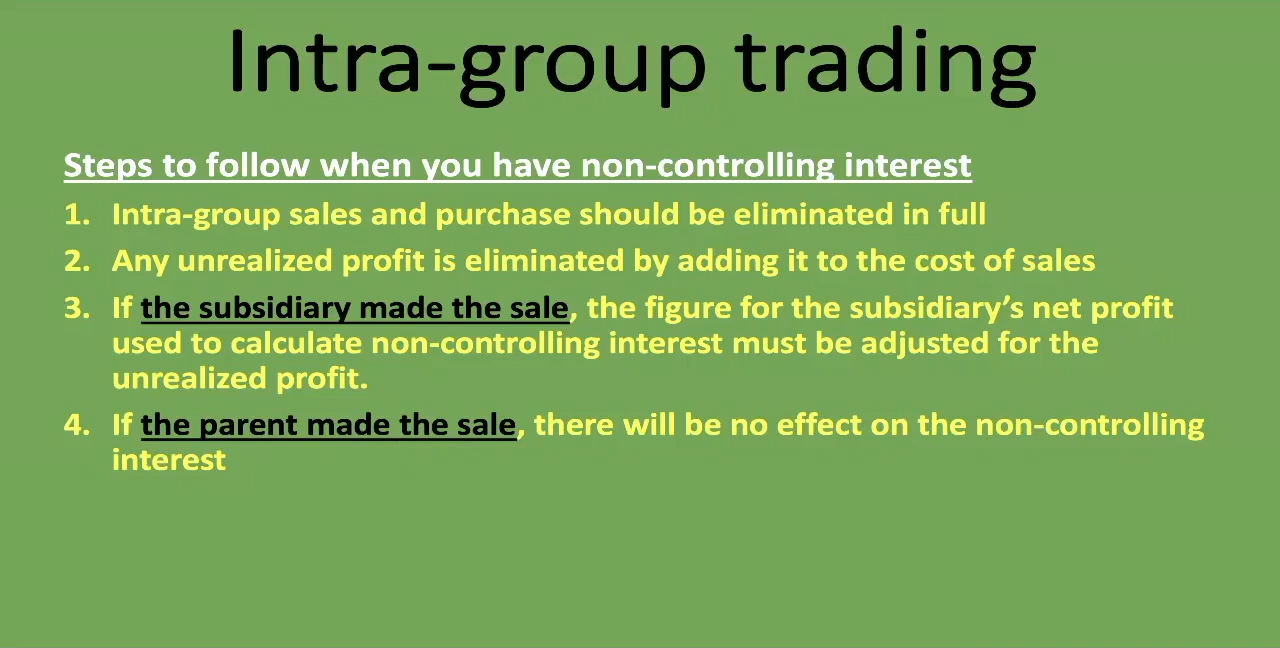 Intra-group trading
Steps to follow when you have non-controlling interest
1. Intra-group sales and purchase should be eliminated in full
2. Any unrealized profit is eliminated by adding it to the cost of sales
3. If the subsidiary made the sale, the figure for the subsidiary’s net profit
used to calculate non-controlling interest must be adjusted for the
unrealized profit.
4. If the parent made the sale, there will be no effect on the non-controlling
interest